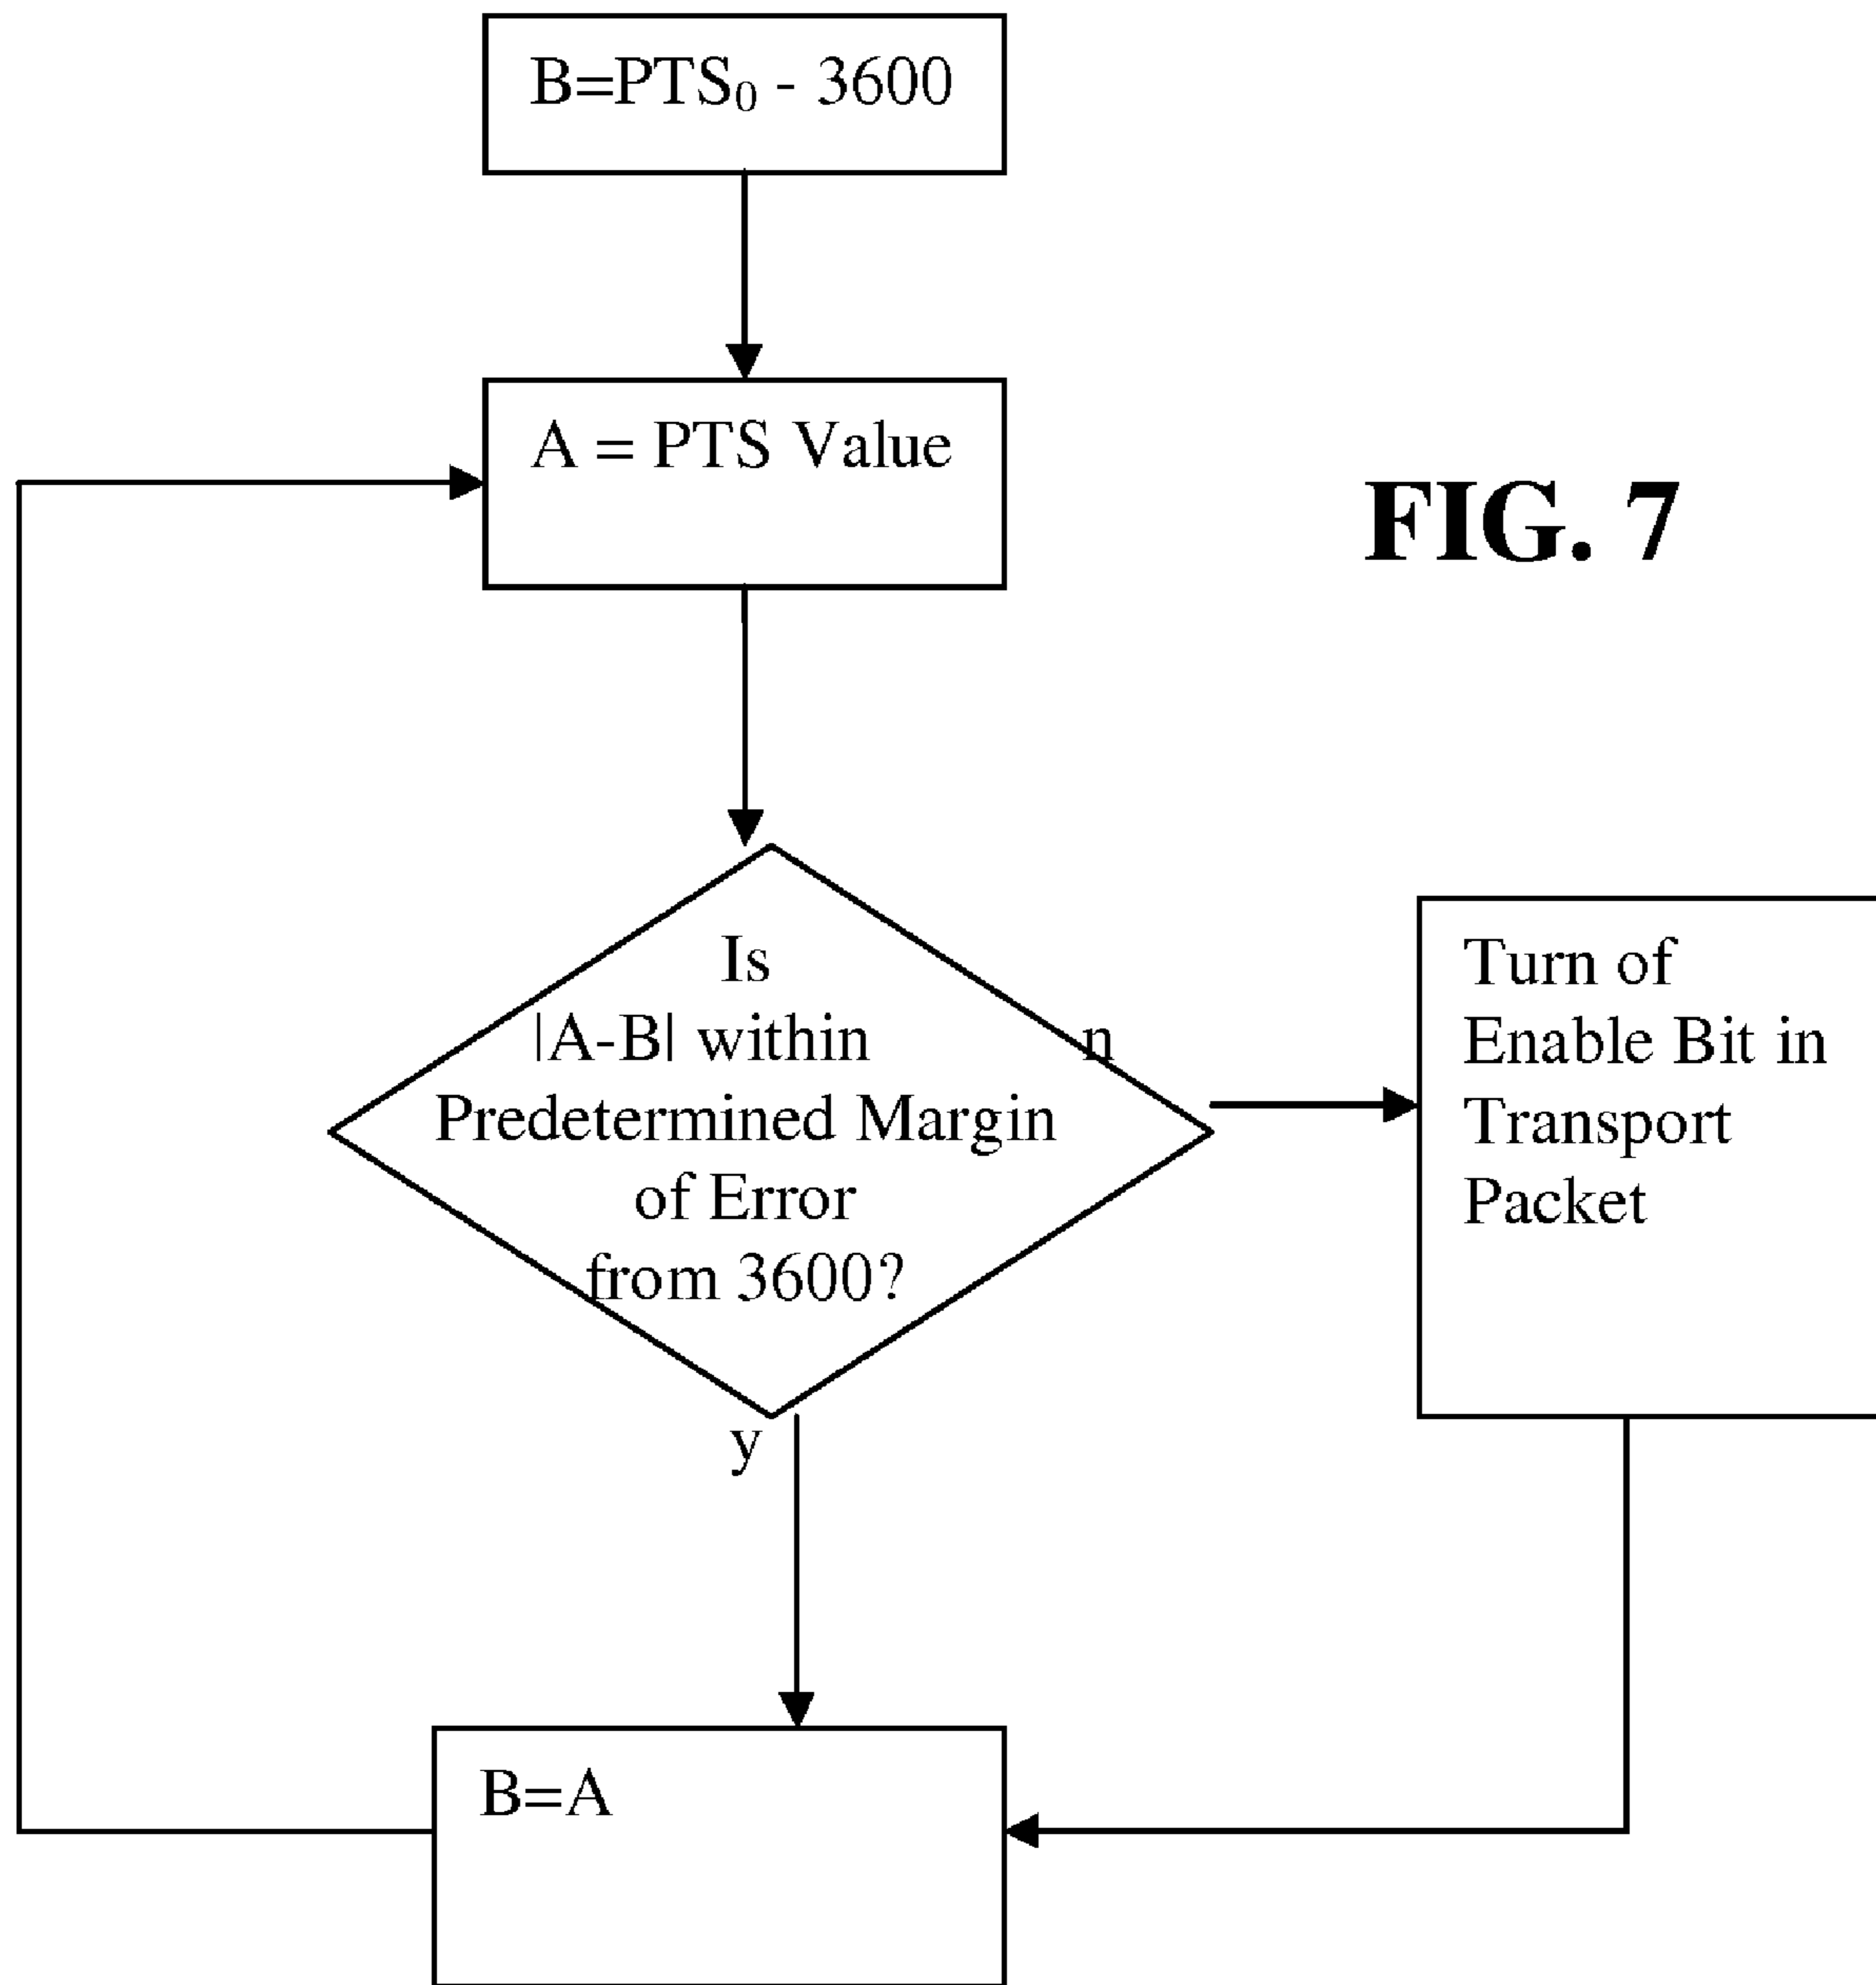 B=PTS₀ - 3600
A = PTS Value
FIG. 7
Is
|A-B| within
Predetermined Margin
of Error
from 3600?
n
Turn of
Enable Bit in
Transport
Packet
y
B=A